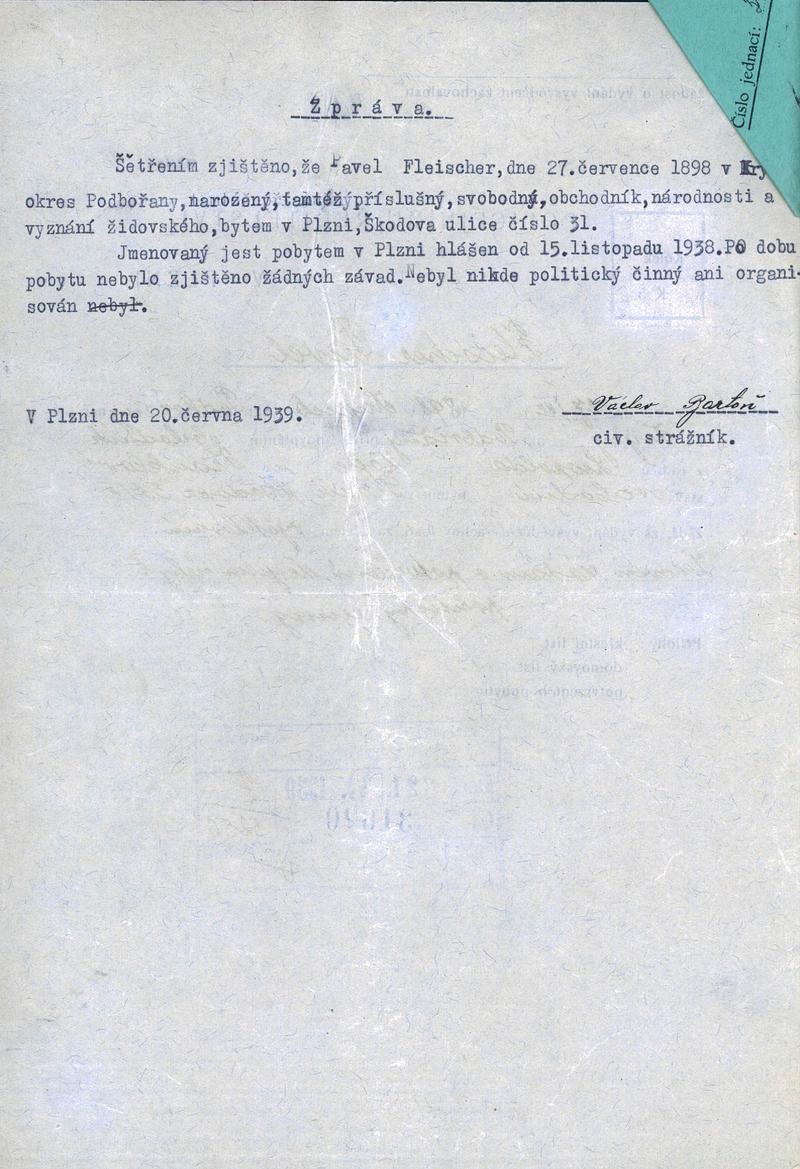 Číslo jednací:
Zpráva.
Šetřením zjištěno,že Pavel Fleischer,dne 27.července 1898 v Kry
okres Podbořany,narozený,tamtéž příslušný,svobodný,obchodník,národnosti a
vyznání židovského,bytem v Plzni,Škodova ulice číslo 31.
Jmenovaný jest pobytem v Plzni hlášen od 15.listopadu 1938.PO dobu
pobytu nebylo zjištěno žádných závad.Nebyl nikde politický činný ani organi-
sován nebyl.
V Plzni dne 20.června 1939.
Václav Bartoň
civ. strážník.